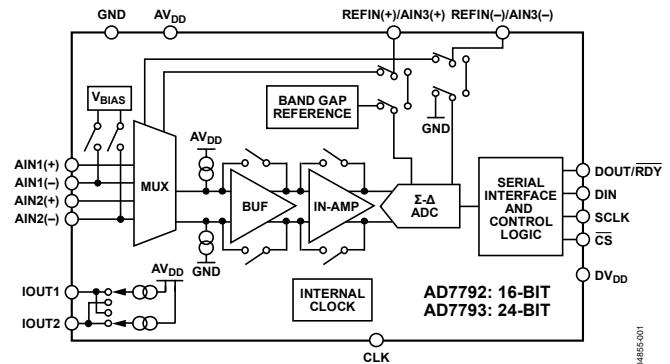 GND
AVDD
REFIN(+)/AIN3(+)
REFIN(–)/AIN3(–)
VBIAS
BAND GAP
REFERENCE
GND
AVDD
AIN1(+)
AIN1(–)
AIN2(+)
AIN2(–)
MUX
BUF
IN-AMP
Σ-Δ
ADC
SERIAL
INTERFACE
AND
CONTROL
LOGIC
DOUT/RDY
DIN
SCLK
CS
DVDD
GND
AVDD
IOUT1
IOUT2
INTERNAL
CLOCK
AD7792: 16-BIT
AD7793: 24-BIT
CLK
04855-001